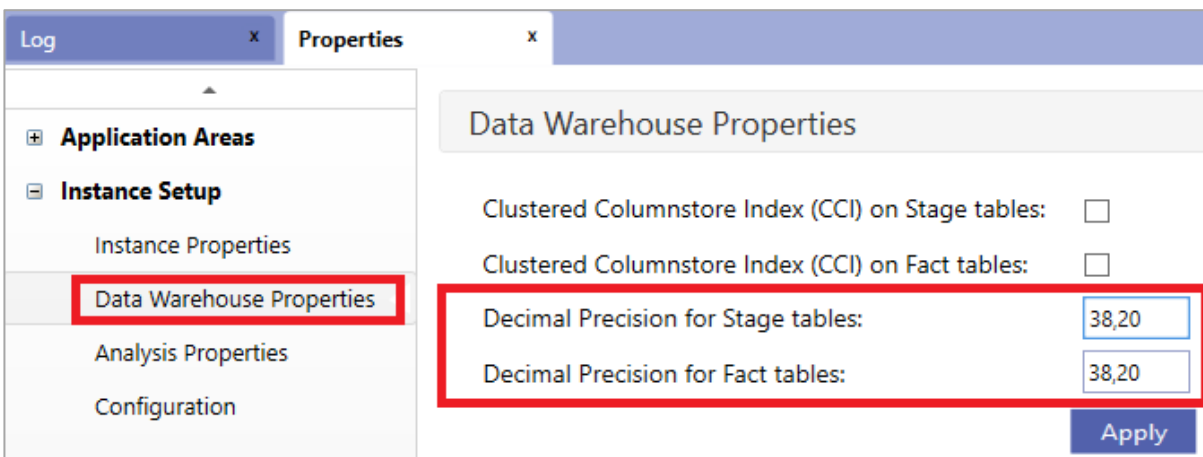 Log x Properties x
Application Areas
Instance Setup
Instance Properties
Data Warehouse Properties
Analysis Properties
Configuration
Data Warehouse Properties
Clustered Columnstore Index (CCI) on Stage tables:
Clustered Columnstore Index (CCI) on Fact tables:
Decimal Precision for Stage tables: 38,20
Decimal Precision for Fact tables: 38,20
Apply